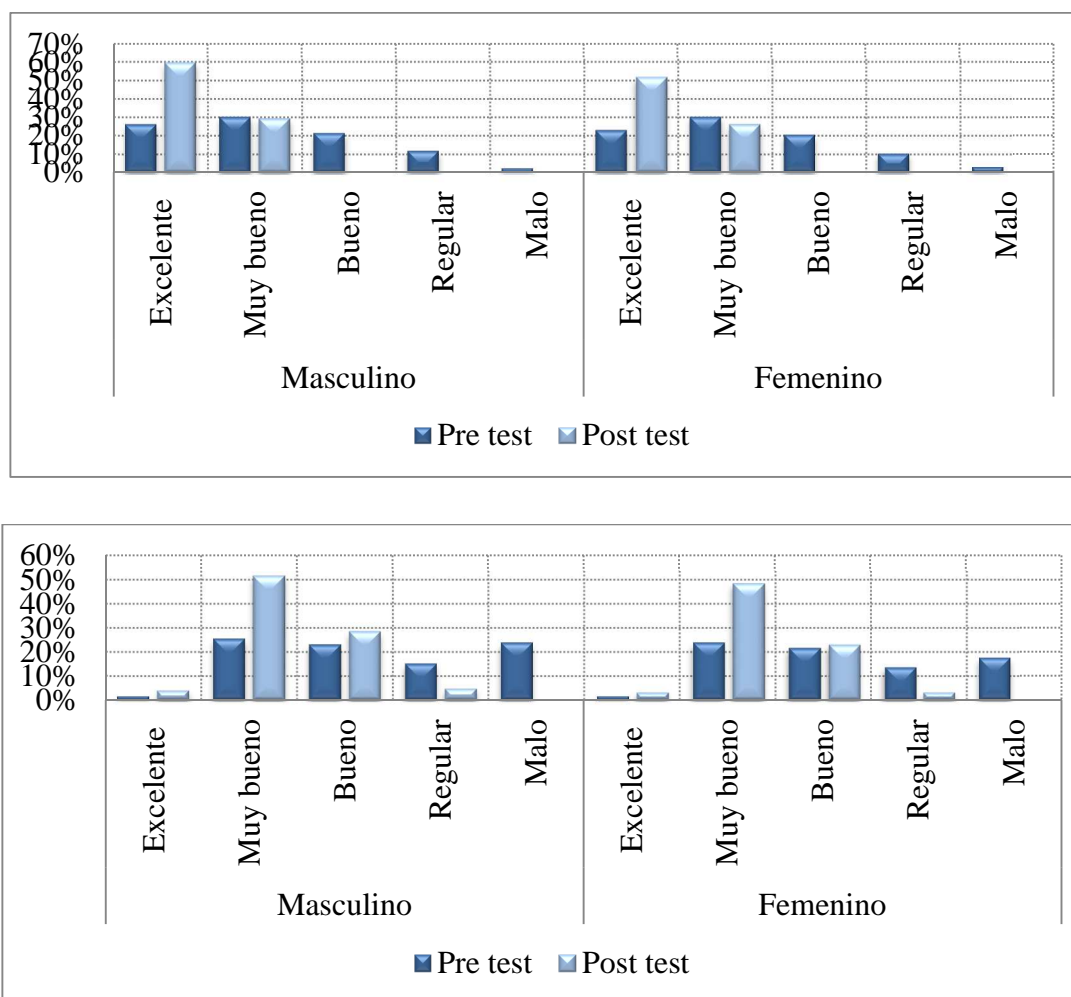 70%
60%
50%
40%
30%
20%
10%
0%
Excelente
Muy bueno
Bueno
Regular
Malo
Excelente
Muy bueno
Bueno
Regular
Malo
Masculino
Femenino
Pre test
Post test
60%
50%
40%
30%
20%
10%
0%
Excelente
Muy bueno
Bueno
Regular
Malo
Excelente
Muy bueno
Bueno
Regular
Malo
Masculino
Femenino
Pre test
Post test